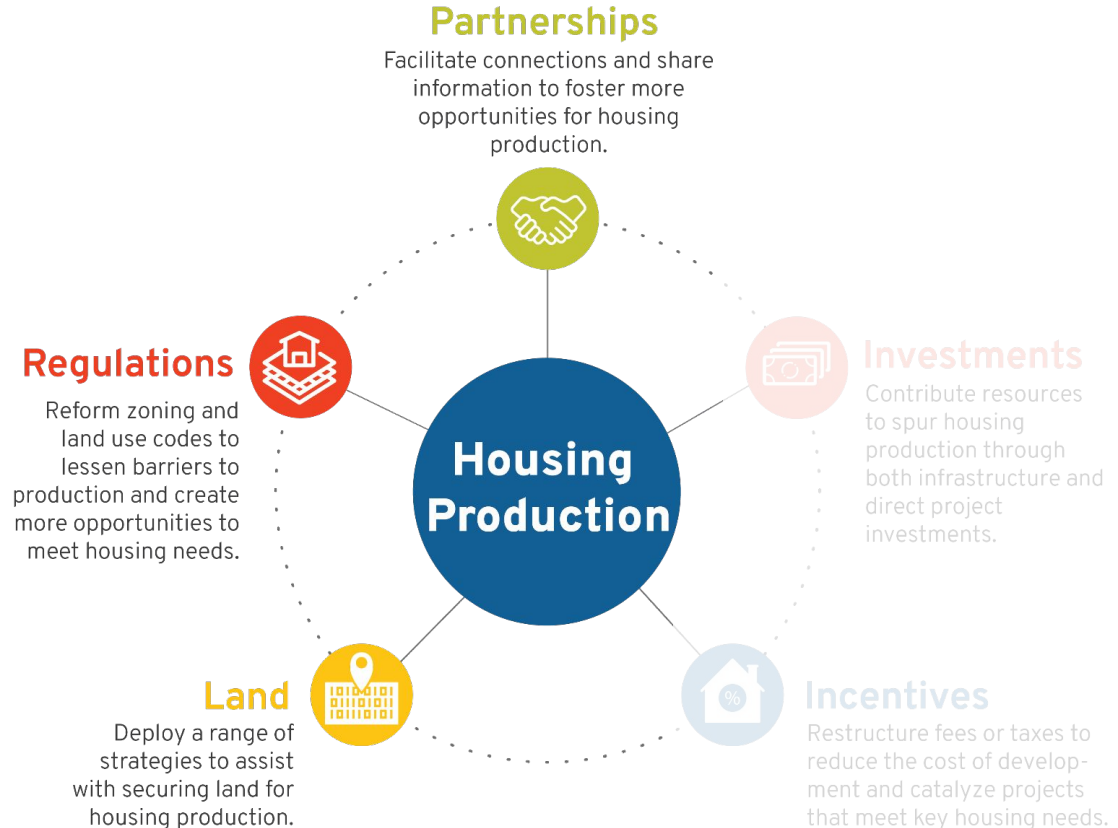 Partnerships
Facilitate connections and share
information to foster more
opportunities for housing
production.
Regulations
Reform zoning and
land use codes to
lessen barriers to
production and create
more opportunities to
meet housing needs.
Investments
Contribute resources
to spur housing
production through
both infrastructure and
direct project
investments.
Housing
Production
Land
Deploy a range of
strategies to assist
with securing land for
housing production.
%
Incentives
Restructure fees or taxes to
reduce the cost of develop-
ment and catalyze projects
that meet key housing needs.